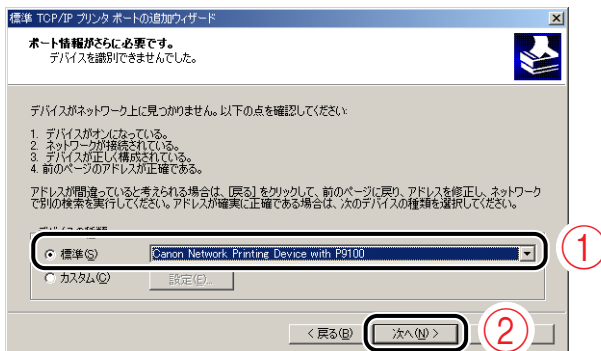 標準 TCP/IP プリンタ ポートの追加ウィザード
ポート情報がさらに必要です。
デバイスを識別できませんでした。
デバイスがネットワーク上に見つかりません。以下の点を確認してください:
1. デバイスがオンになっている。
2. ネットワークが接続されている。
3. デバイスが正しく構成されている。
4. 前のページのアドレスが正確である。
アドレスが間違っていると考えられる場合は、[戻る] をクリックして、前のページに戻り、アドレスを修正し、ネットワーク
で別の検索を実行してください。アドレスが確実に正確である場合は、次のデバイスの種類を選択してください。
標準(S) Canon Network Printing Device with P9100
①
カスタム(C) 設定(E)...
< 戻る(B) 次へ(N) > ②